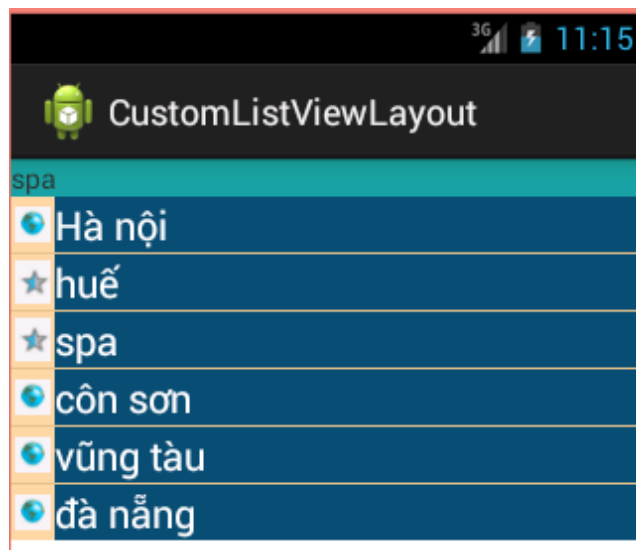 3G 11:15
CustomListViewLayout
spa
Hà nội
huế
spa
côn sơn
vũng tàu
đà nẵng